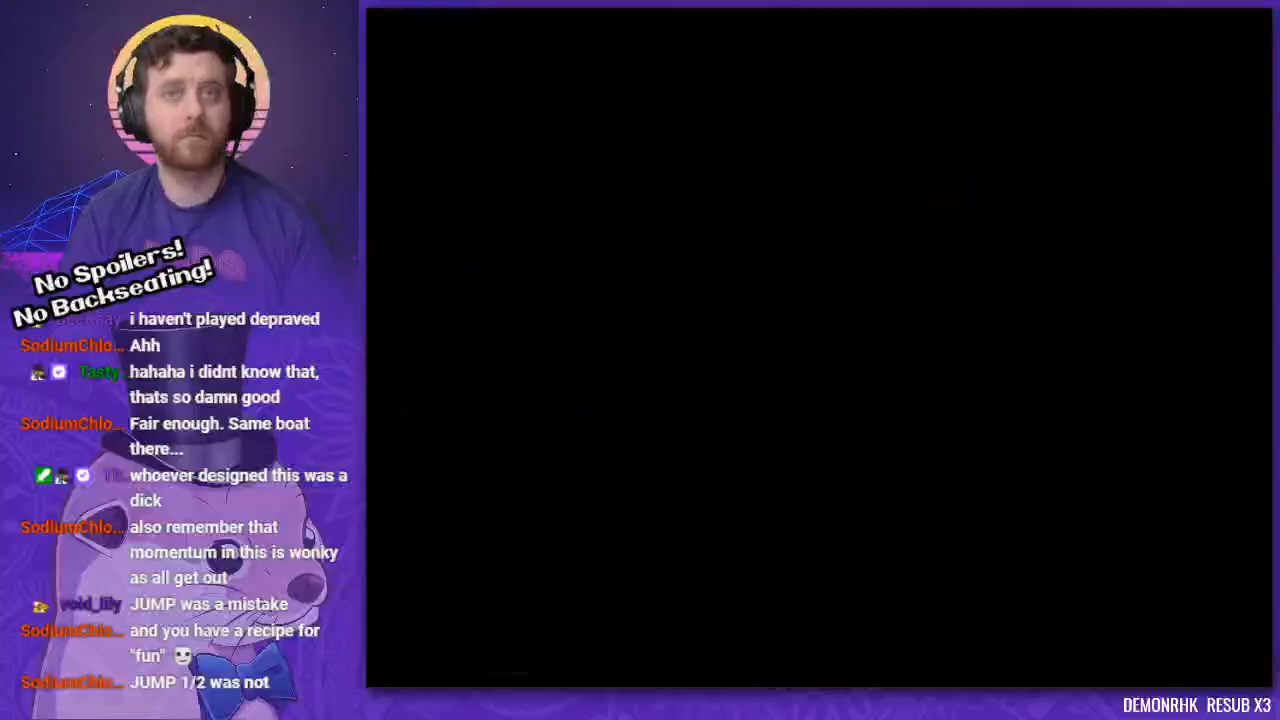 No Spoilers!
No Backseating!
i haven't played depraved
SodiumChlo... Ahh
Tasty hahaha i didnt know that,
thats so damn good
SodiumChlo... Fair enough. Same boat
there...
whoever designed this was a
dick
SodiumChlo... also remember that
momentum in this is wonky
as all get out
void_lily JUMP was a mistake
SodiumChlo... and you have a recipe for
"fun"
SodiumChlo... JUMP 1/2 was not
DEMONRHK RESUB X3